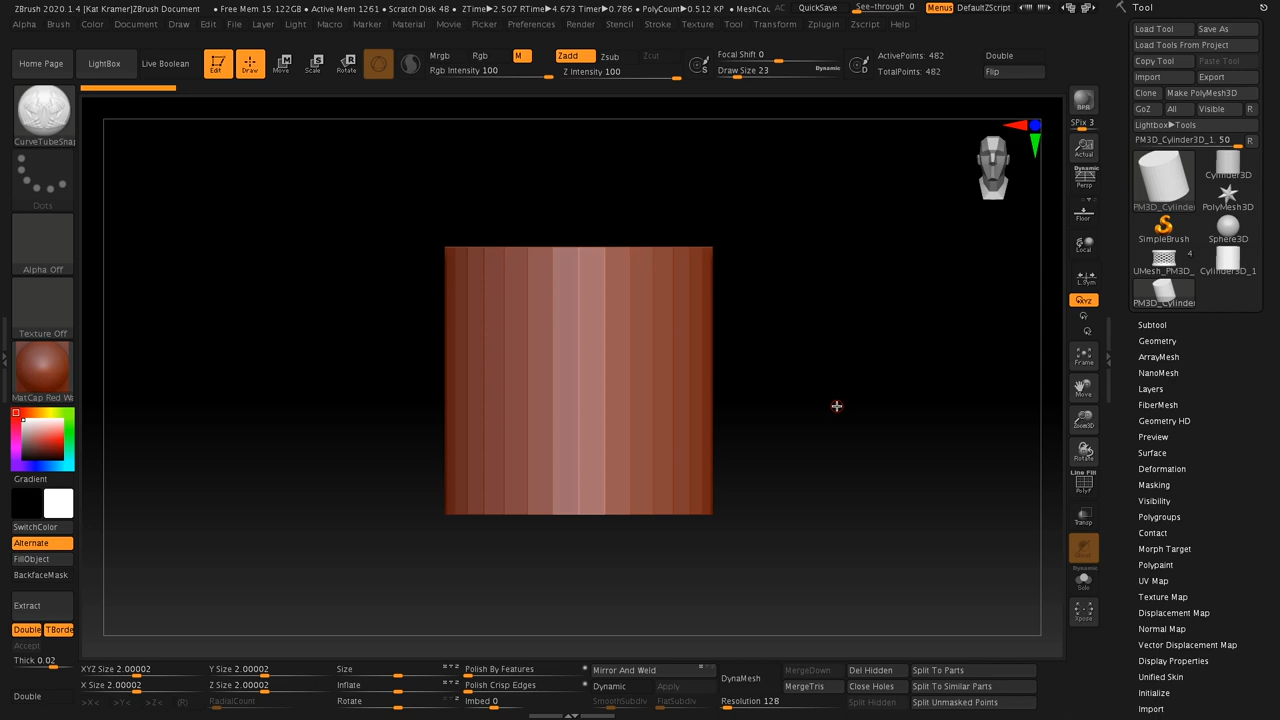 ZBrush 2020.1.4 [Kat Kramer]ZBrush Document
• Free Mem 15.122GB • Active Mem 1261 • Scratch Disk 48 • ZTime▶2.507 RTime▶4.673 Timer▶0.786 • PolyCount▶0.512 KP • MeshCou
AC
QuickSave
See-through 0
Menus
DefaultZScript
Tool
Alpha Brush Color Document Draw Edit File Layer Light Macro Marker Material Movie Picker Preferences Render Stencil Stroke Texture Tool Transform Zplugin Zscript Help
Home Page
LightBox
Live Boolean
Edit
Draw
Move
Scale
Rotate
Mrgb Rgb M
Rgb Intensity 100
Zadd Zsub Zcut
Z Intensity 100
S
Focal Shift 0
Draw Size 23
Dynamic
D
ActivePoints: 482
TotalPoints: 482
Double
Flip
CurveTubeSnap
Dots
Alpha Off
Texture Off
MatCap Red Wa
Gradient
SwitchColor
Alternate
FillObject
BackfaceMask
Extract
Double TBorde
Accept
Thick 0.02
Double
BPR
SPix 3
Actual
Dynamic
Persp
Floor
Local
L.Sym
XYZ
Frame
Move
Zoom3D
Rotate
Line Fill
PolyF
Transp
Ghost
Dynamic
Solo
Xpose
Load Tool Save As
Load Tools From Project
Copy Tool Paste Tool
Import Export
Clone Make PolyMesh3D
GoZ All Visible R
Lightbox▶Tools
PM3D_Cylinder3D_1. 50 R
PM3D_Cylinder
Cylinder3D
PolyMesh3D
SimpleBrush Sphere3D
4
UMesh_PM3D_ Cylinder3D_1
PM3D_Cylinder
Subtool
Geometry
ArrayMesh
NanoMesh
Layers
FiberMesh
Geometry HD
Preview
Surface
Deformation
Masking
Visibility
Polygroups
Contact
Morph Target
Polypaint
UV Map
Texture Map
Displacement Map
Normal Map
Vector Displacement Map
Display Properties
Unified Skin
Initialize
Import
XYZ Size 2.00002 Y Size 2.00002 Size Polish By Features Mirror And Weld
MergeDown Del Hidden Split To Parts
X Size 2.00002 Z Size 2.00002 Inflate Polish Crisp Edges Dynamic Apply
DynaMesh
MergeTris Close Holes Split To Similar Parts
>X< >Y< >Z< (R) RadialCount Rotate Imbed 0 SmoothSubdiv FlatSubdiv Resolution 128 Split Hidden Split Unmasked Points